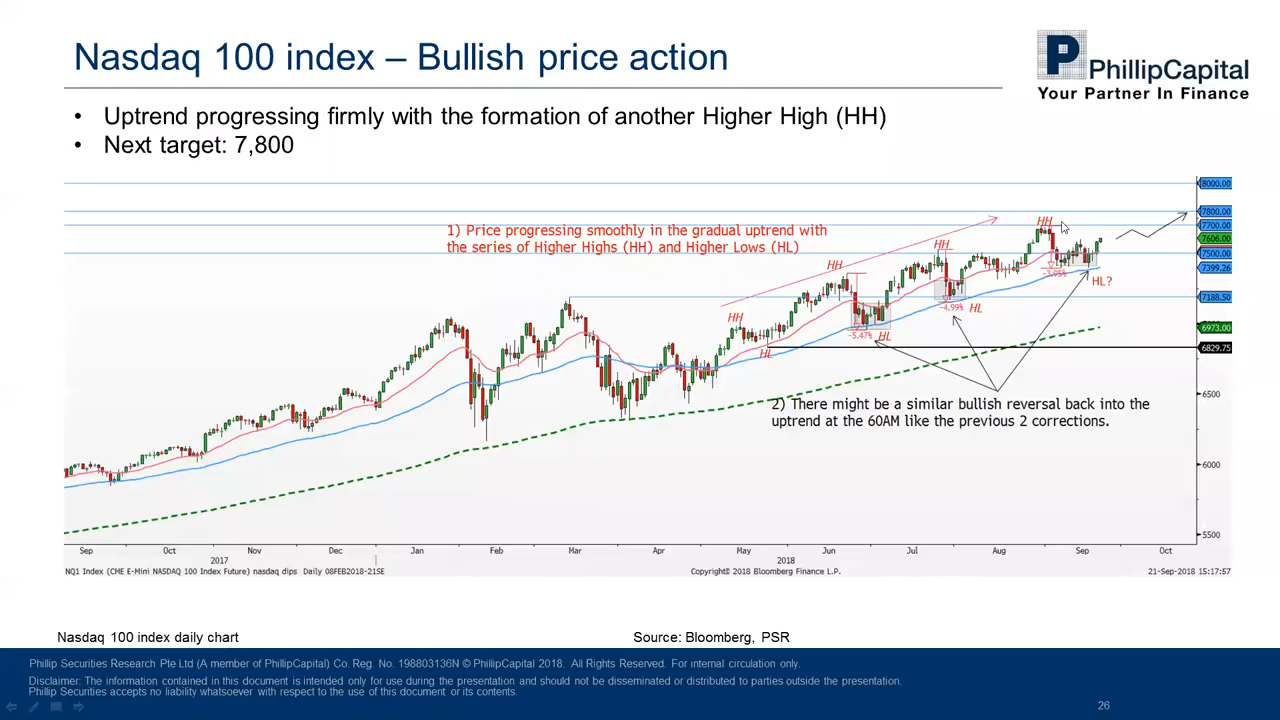 Nasdaq 100 index – Bullish price action
P
PhillipCapital
Your Partner In Finance
• Uptrend progressing firmly with the formation of another Higher High (HH)
• Next target: 7,800
8000.00
7800.00
7700.00
7606.00
7500.00
7399.26
7188.50
6973.00
6829.75
6500
6000
5500
1) Price progressing smoothly in the gradual uptrend with
the series of Higher Highs (HH) and Higher Lows (HL)
HH
HL
HH
-5.47%
HL
HH
-4.99%
HL
HH
-3.95%
HL?
2) There might be a similar bullish reversal back into the
uptrend at the 60AM like the previous 2 corrections.
Sep Oct Nov Dec Jan Feb Mar Apr May Jun Jul Aug Sep Oct
2017 2018
NQ1 Index (CME E-Mini NASDAQ 100 Index Future) nasdaq dips Daily 08FEB2018-21SE
Copyright© 2018 Bloomberg Finance L.P.
21-Sep-2018 15:17:57
Nasdaq 100 index daily chart
Source: Bloomberg, PSR
Phillip Securities Research Pte Ltd (A member of PhillipCapital) Co. Reg. No. 198803136N © PhillipCapital 2018. All Rights Reserved. For internal circulation only.
Disclaimer: The information contained in this document is intended only for use during the presentation and should not be disseminated or distributed to parties outside the presentation.
Phillip Securities accepts no liability whatsoever with respect to the use of this document or its contents.
26